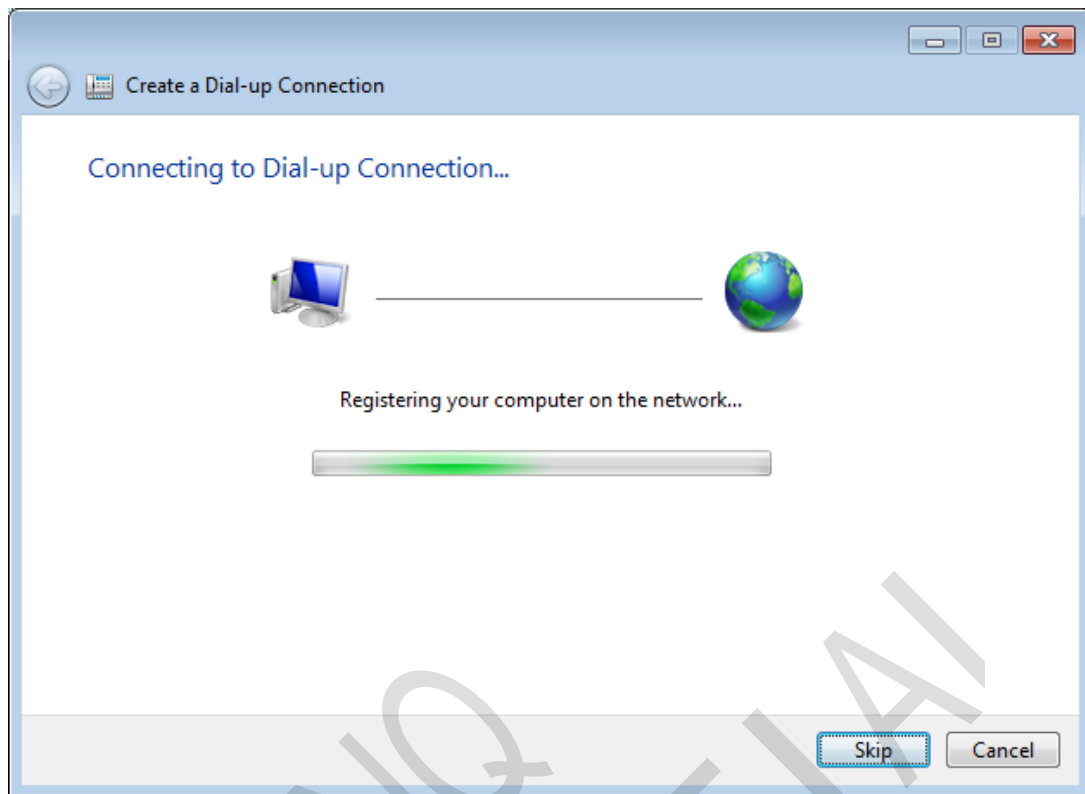 Create a Dial-up Connection
Connecting to Dial-up Connection...
Registering your computer on the network...
Skip
Cancel